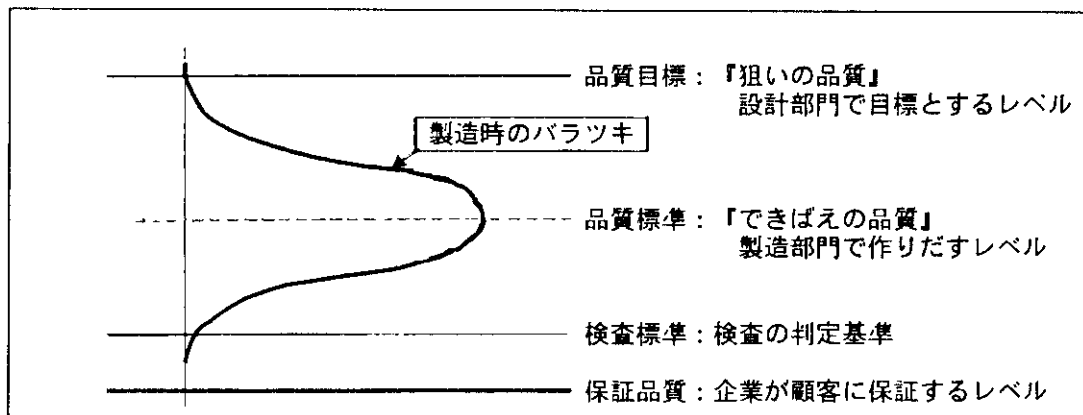 品質目標：『狙いの品質』
設計部門で目標とするレベル
製造時のバラツキ
品質標準：『できばえの品質』
製造部門で作りだすレベル
検査標準：検査の判定基準
保証品質：企業が顧客に保証するレベル